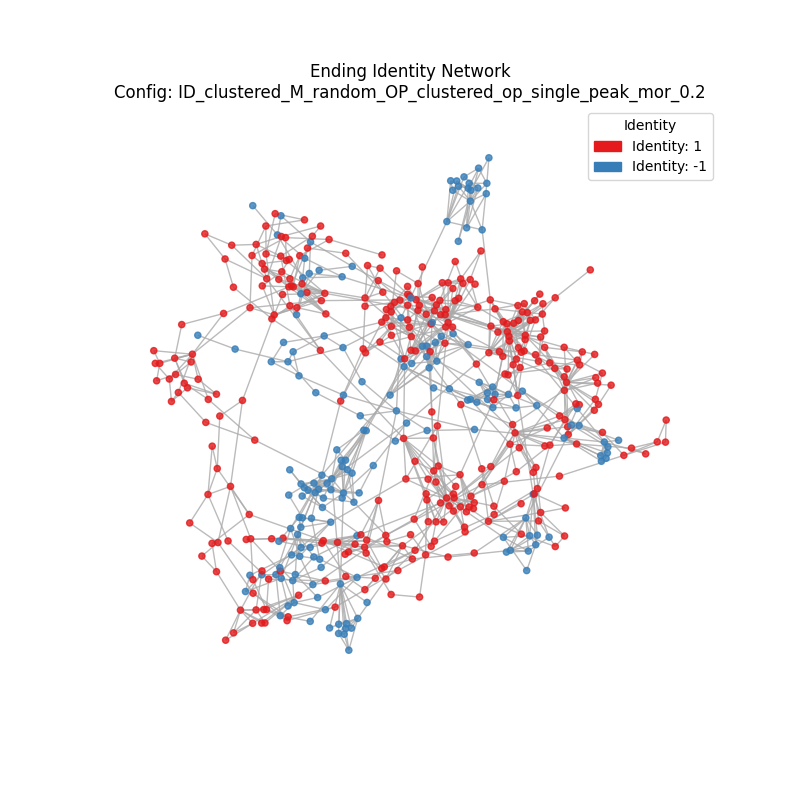 Ending Identity Network
Config: ID_clustered_M_random_OP_clustered_op_single_peak_mor_0.2
Identity
Identity: 1
Identity: -1